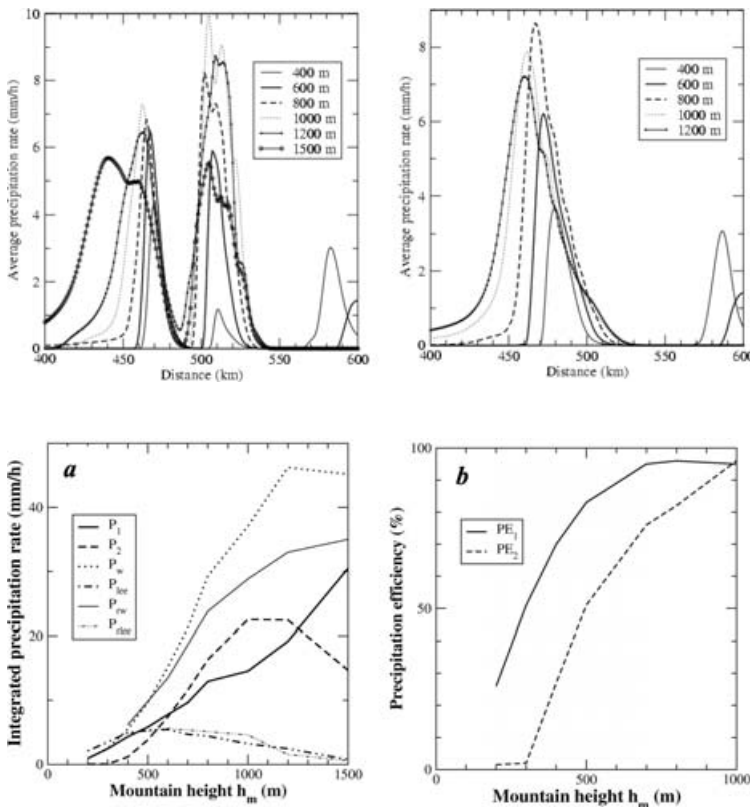 Average precipitation rate (mm/h)
10
8
6
4
2
0
400
450
500
550
600
Distance (km)
400 m
600 m
800 m
1000 m
1200 m
1500 m
Average precipitation rate (mm/h)
8
6
4
2
0
400
450
500
550
600
Distance (km)
400 m
600 m
800 m
1000 m
1200 m
a
Integrated precipitation rate (mm/h)
40
20
0
0
500
1000
1500
Mountain height hm (m)
P1
P2
Pw
Plee
Prw
Prlee
b
Precipitation efficiency (%)
100
50
0
0
500
1000
Mountain height hm (m)
PE1
PE2